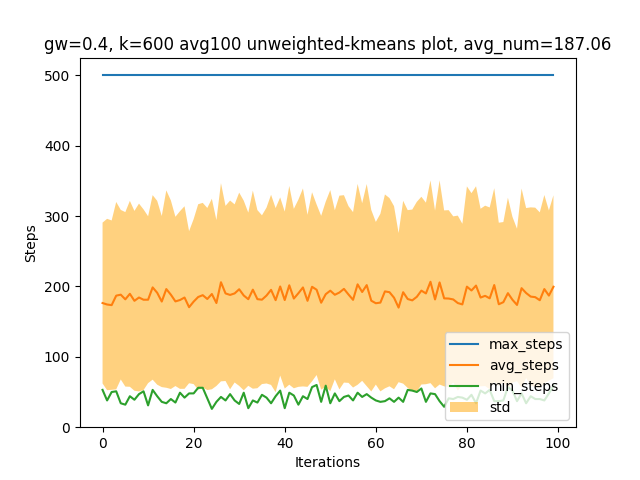 gw=0.4, k=600 avg100 unweighted-kmeans plot, avg_num=187.06
500
400
300
200
100
0
Steps
max_steps
avg_steps
min_steps
std
0
20
40
60
80
100
Iterations